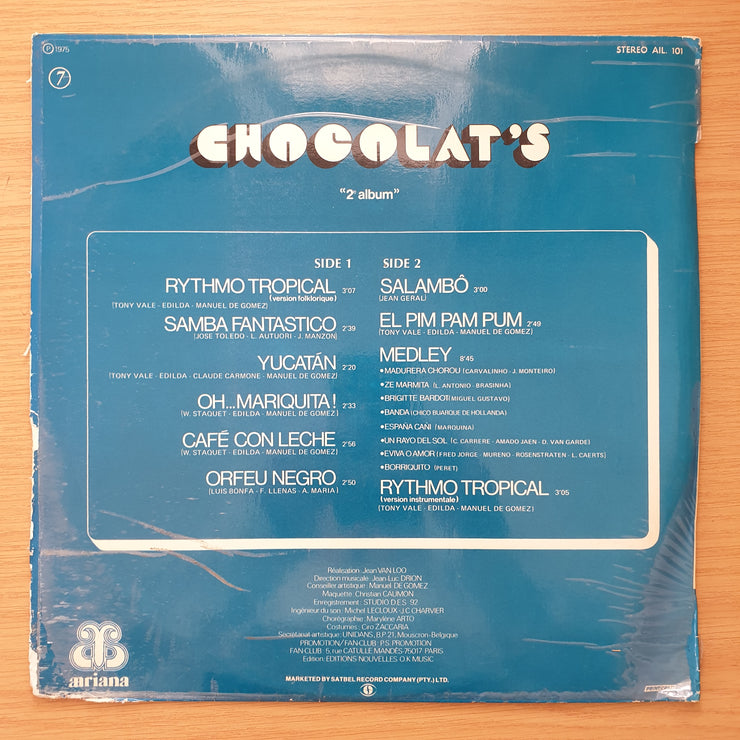 ℗ 1975
STEREO AIL. 101
7
CHOCOLAT'S
"2e album"
SIDE 1
RYTHMO TROPICAL 3'07
(version folklorique)
(TONY VALE - EDILDA - MANUEL DE GOMEZ)
SAMBA FANTASTICO 2'39
(JOSE TOLEDO - L. AUTUORI - J. MANZON)
YUCATÁN 2'20
(TONY VALE - EDILDA - CLAUDE CARMONE - MANUEL DE GOMEZ)
OH...MARIQUITA! 2'33
(W. STAQUET - EDILDA - MANUEL DE GOMEZ)
CAFÉ CON LECHE 2'56
(W. STAQUET - EDILDA - MANUEL DE GOMEZ)
ORFEU NEGRO 2'50
(LUIS BONFA - F. LLENAS - A. MARIA)
SIDE 2
SALAMBÔ 3'00
(JEAN GERAL)
EL PIM PAM PUM 2'49
(TONY VALE - EDILDA - MANUEL DE GOMEZ)
MEDLEY 8'45
•MADURERA CHOROU (CARVALINHO - J. MONTEIRO)
•ZE MARMITA (L. ANTONIO - BRASINHA)
•BRIGITTE BARDOT (MIGUEL GUSTAVO)
•BANDA (CHICO BUARQUE DE HOLLANDA)
•ESPAÑA CAÑI (MARQUINA)
•UN RAYO DEL SOL (C. CARRERE - AMADO JAEN - D. VAN GARDE)
•EVIVA O AMOR (FRED JORGE - MURENO - ROSENSTRATEN - L. CAERTS)
•BORRIQUITO (PERET)
RYTHMO TROPICAL 3'05
(version instrumentale)
(TONY VALE - EDILDA - MANUEL DE GOMEZ)
Réalisation: Jean VAN LOO
Direction musicale: Jean Luc DRION
Conseiller artistique: Manuel DE GOMEZ
Maquette: Christian CAUMON
Enregistrement: STUDIO D.E.S. 92
Ingénieur du son: Michel LECLOUX - J.C CHARVIER
Chorégraphie: Marylène ARTO
Costumes: Ciro ZACCARIA
Secrétariat artistique: UNIDANS, B.P 21, Mouscron-Belgique
PROMOTION/FAN-CLUB: P.S. PROMOTION
FAN-CLUB: 5, rue CATULLE MANDÈS 75017 PARIS
Edition: EDITIONS NOUVELLES O.K MUSIC
MARKETED BY SATBEL RECORD COMPANY (PTY.) LTD.
ariana